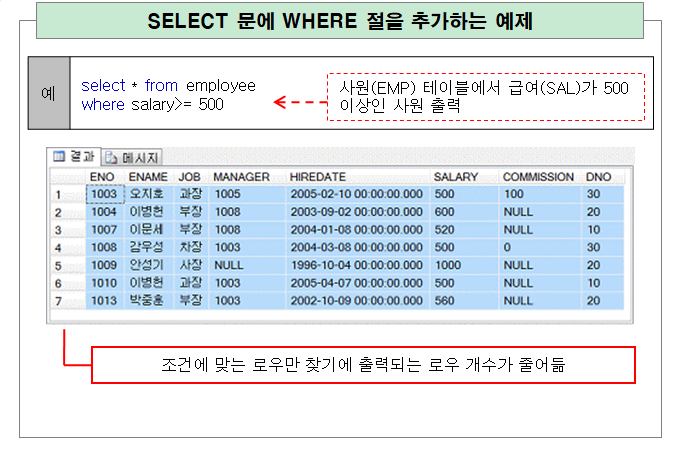 SELECT 문에 WHERE 절을 추가하는 예제
예
select * from employee
where salary>= 500
사원(EMP) 테이블에서 급여(SAL)가 500
이상인 사원 출력
결과 메시지
ENO ENAME JOB MANAGER HIREDATE SALARY COMMISSION DNO
1 1003 오지호 과장 1005 2005-02-10 00:00:00.000 500 100 30
2 1004 이병헌 부장 1008 2003-09-02 00:00:00.000 600 NULL 20
3 1007 이문세 부장 1008 2004-01-08 00:00:00.000 520 NULL 10
4 1008 감우성 차장 1003 2004-03-08 00:00:00.000 500 0 30
5 1009 안성기 사장 NULL 1996-10-04 00:00:00.000 1000 NULL 20
6 1010 이병헌 과장 1003 2005-04-07 00:00:00.000 500 NULL 10
7 1013 박중훈 부장 1003 2002-10-09 00:00:00.000 560 NULL 20
조건에 맞는 로우만 찾기에 출력되는 로우 개수가 줄어듦